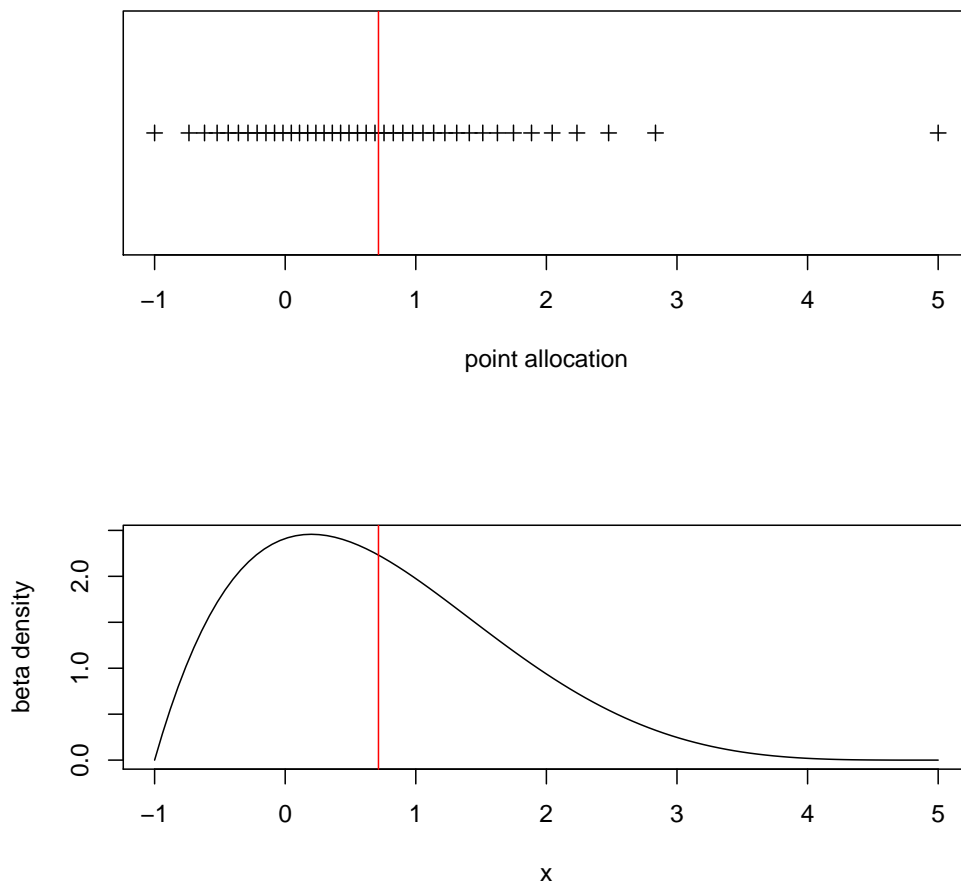 −1 0 1 2 3 4 5
point allocation
beta density
0.0 1.0 2.0
−1 0 1 2 3 4 5
x